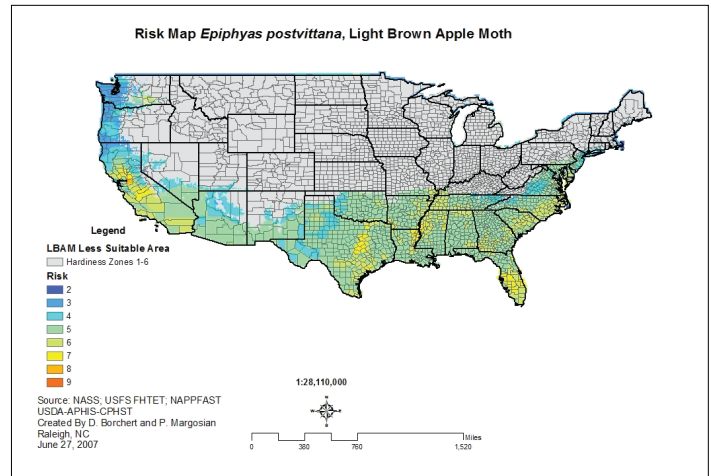 Risk Map Epiphyas postvittana, Light Brown Apple Moth
Legend
LBAM Less Suitable Area
Hardiness Zones 1-6
Risk
2
3
4
5
6
7
8
9
Source: NASS; USFS FHTET; NAPPFAST
USDA-APHIS-CPHST
Created By D. Borchert and P. Margosian
Raleigh, NC
June 27, 2007
1:28,110,000
N
W E
S
Miles
0 380 760 1,520